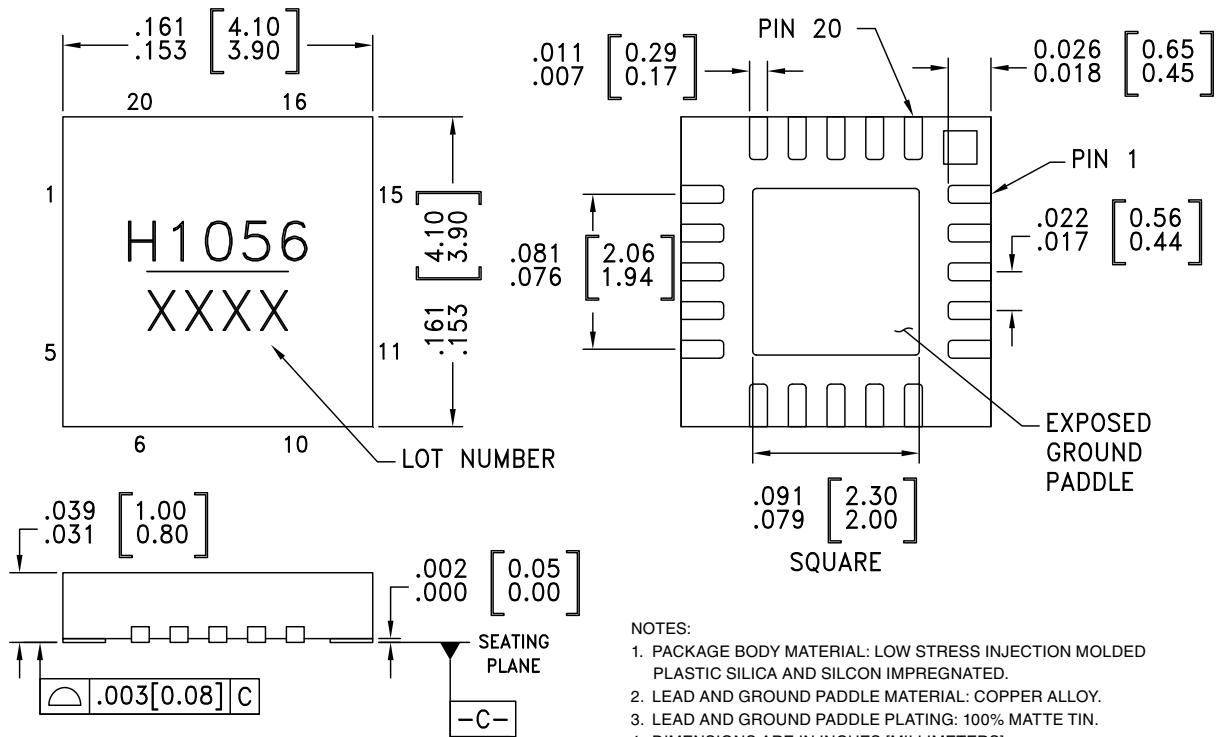 .161 [4.10]
.153 [3.90]
20 16
1
15
H1056
XXXX
5
11
6 10
LOT NUMBER
.161 [4.10]
.153 [3.90]
PIN 20
.011 [0.29]
.007 [0.17]
0.026 [0.65]
0.018 [0.45]
PIN 1
.022 [0.56]
.017 [0.44]
.081 [2.06]
.076 [1.94]
EXPOSED
GROUND
PADDLE
.091 [2.30]
.079 [2.00]
SQUARE
.039 [1.00]
.031 [0.80]
.002 [0.05]
.000 [0.00]
SEATING
PLANE
.003[0.08] C
-C-
NOTES:
1. PACKAGE BODY MATERIAL: LOW STRESS INJECTION MOLDED
PLASTIC SILICA AND SILCON IMPREGNATED.
2. LEAD AND GROUND PADDLE MATERIAL: COPPER ALLOY.
3. LEAD AND GROUND PADDLE PLATING: 100% MATTE TIN.